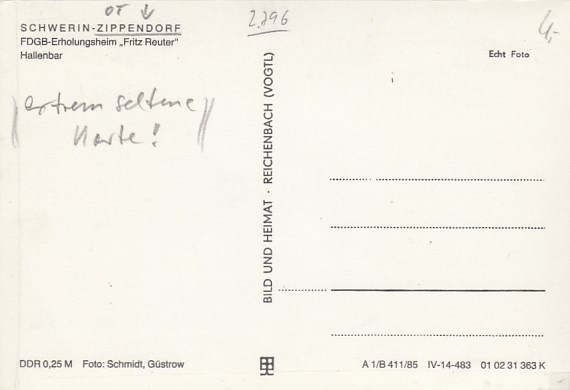 OT
2.296
4,-
SCHWERIN-ZIPPENDORF
FDGB-Erholungsheim „Fritz Reuter"
Hallenbar
Echt Foto
extrem seltene
Karte!
BILD UND HEIMAT · REICHENBACH (VOGTL)
DDR 0,25 M Foto: Schmidt, Güstrow
A 1/B 411/85 IV-14-483 01 02 31 363 K